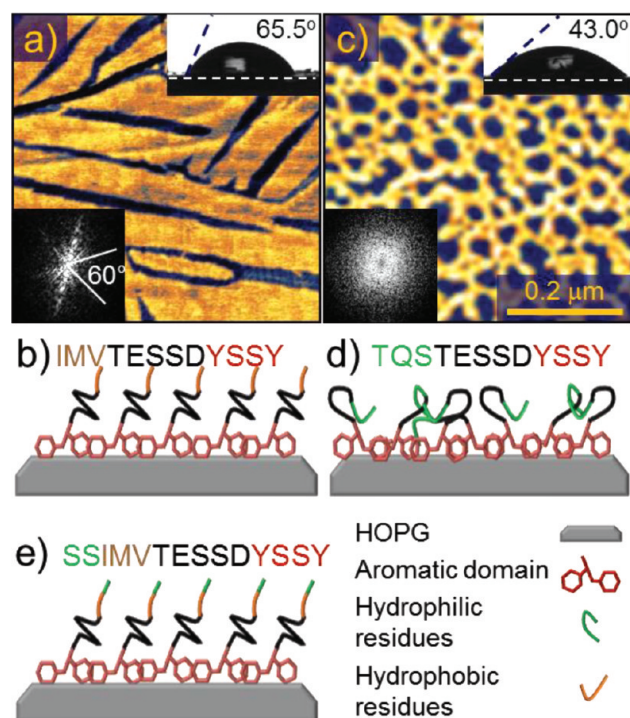 a) 65.5°
60°
c) 43.0°
0.2 μm
b) IMVTESSDYSSY
d) TQSTESSDYSSY
e) SSIMVTESSDYSSY
HOPG
Aromatic domain
Hydrophilic
residues
Hydrophobic
residues